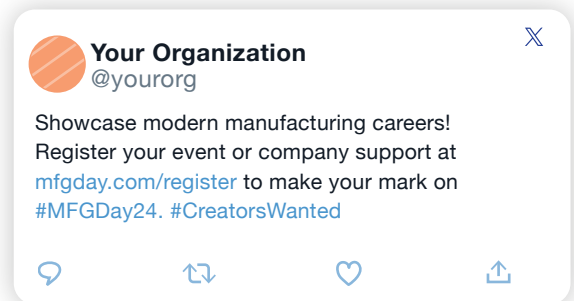 Your Organization
@yourorg
Showcase modern manufacturing careers!
Register your event or company support at
mfgday.com/register to make your mark on
#MFGDay24. #CreatorsWanted